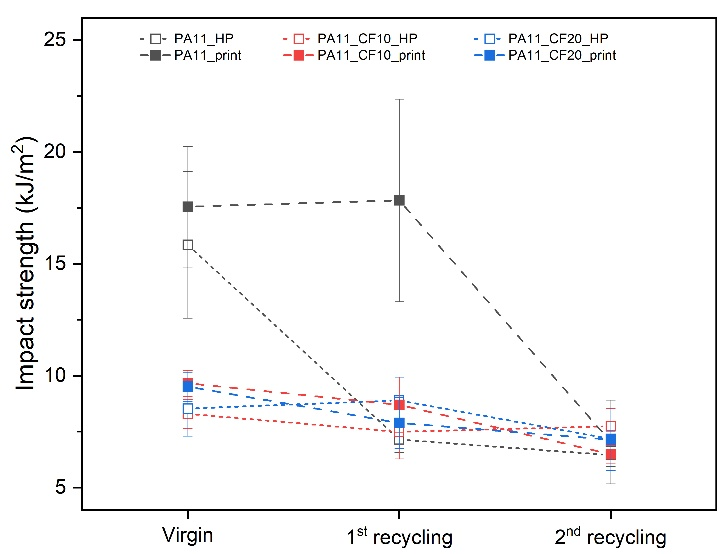 25
PA11_HP PA11_CF10_HP PA11_CF20_HP
PA11_print PA11_CF10_print PA11_CF20_print
20
15
10
5
Impact strength (kJ/m²)
Virgin 1st recycling 2nd recycling